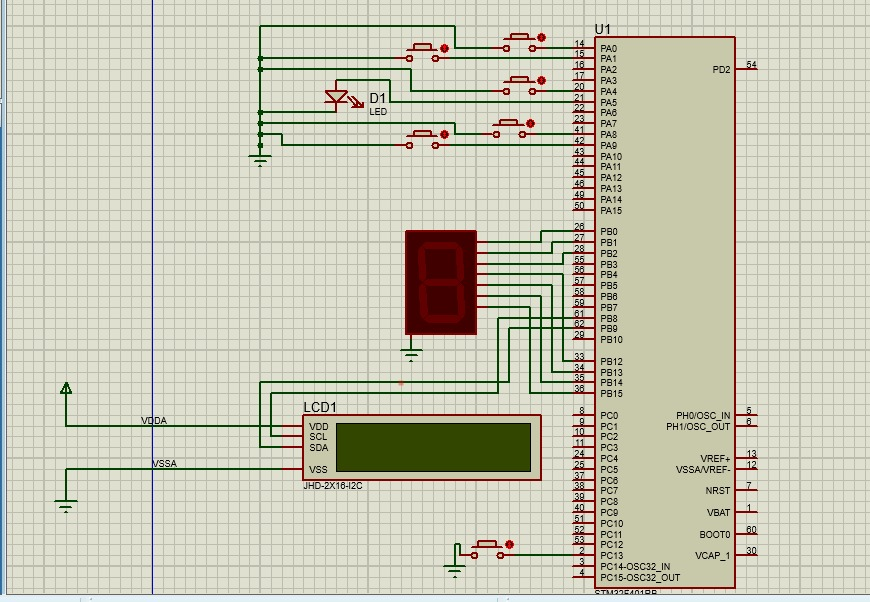 U1
14 PA0
15 PA1
16 PA2
17 PA3
20 PA4
21 PA5
22 PA6
23 PA7
41 PA8
42 PA9
43 PA10
44 PA11
45 PA12
46 PA13
49 PA14
50 PA15
PD2 54
D1
LED
26 PB0
27 PB1
28 PB2
55 PB3
56 PB4
57 PB5
58 PB6
59 PB7
61 PB8
62 PB9
29 PB10
33 PB12
34 PB13
35 PB14
36 PB15
LCD1
VDDA
VDD
SCL
SDA
VSSA
VSS
JHD-2X16-I2C
8 PC0
9 PC1
10 PC2
11 PC3
24 PC4
25 PC5
37 PC6
38 PC7
39 PC8
40 PC9
51 PC10
52 PC11
53 PC12
2 PC13
3 PC14-OSC32_IN
4 PC15-OSC32_OUT
PH0/OSC_IN 5
PH1/OSC_OUT 6
VREF+ 13
VSSA/VREF- 12
NRST 7
VBAT 1
BOOT0 60
VCAP_1 30